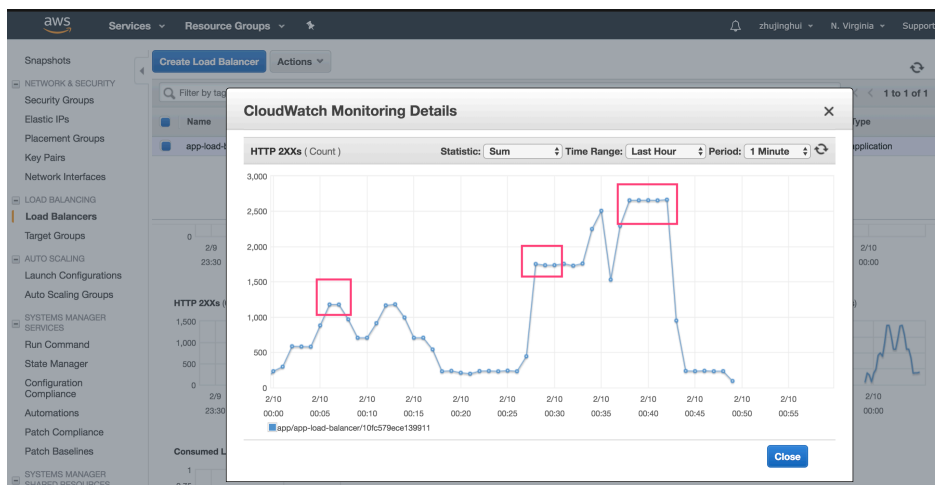 aws Services Resource Groups zhujinghui N. Virginia Support
Snapshots
NETWORK & SECURITY
Security Groups
Elastic IPs
Placement Groups
Key Pairs
Network Interfaces
LOAD BALANCING
Load Balancers
Target Groups
AUTO SCALING
Launch Configurations
Auto Scaling Groups
SYSTEMS MANAGER
SERVICES
Run Command
State Manager
Configuration
Compliance
Automations
Patch Compliance
Patch Baselines
SYSTEMS MANAGER
SHARED RESOURCES
Create Load Balancer Actions
Filter by tag
1 to 1 of 1
Name
Type
app-load-b
application
0
2/9
23:30
2/10
00:00
HTTP 2XXs
1,500
1,000
500
0
2/9
23:30
2/10
00:00
Consumed L
1
0.75
CloudWatch Monitoring Details
HTTP 2XXs ( Count ) Statistic: Sum Time Range: Last Hour Period: 1 Minute
3,000
2,500
2,000
1,500
1,000
500
0
2/10 2/10 2/10 2/10 2/10 2/10 2/10 2/10 2/10 2/10 2/10 2/10
00:00 00:05 00:10 00:15 00:20 00:25 00:30 00:35 00:40 00:45 00:50 00:55
app/app-load-balancer/10fc579ece139911
Close